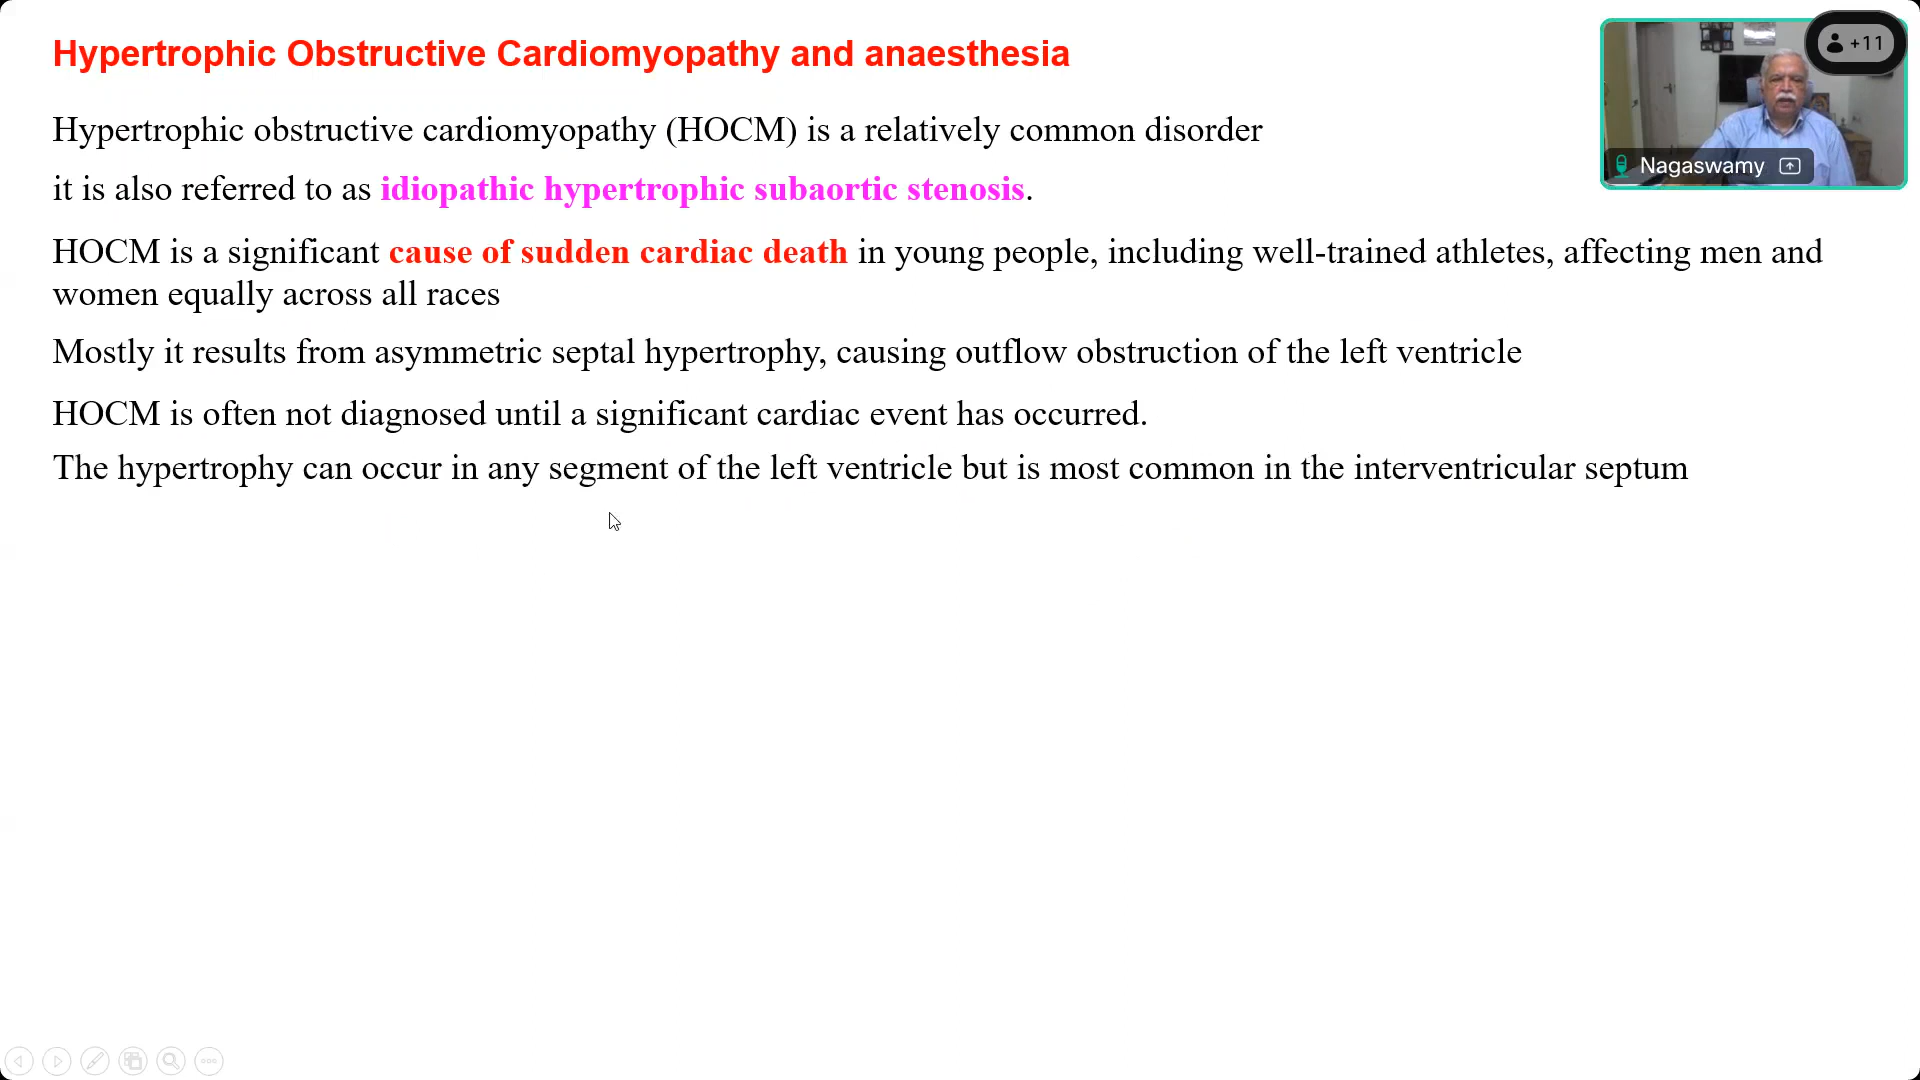 Hypertrophic Obstructive Cardiomyopathy and anaesthesia
+11
Hypertrophic obstructive cardiomyopathy (HOCM) is a relatively common disorder
Nagaswamy
it is also referred to as idiopathic hypertrophic subaortic stenosis.
HOCM is a significant cause of sudden cardiac death in young people, including well-trained athletes, affecting men and
women equally across all races
Mostly it results from asymmetric septal hypertrophy, causing outflow obstruction of the left ventricle
HOCM is often not diagnosed until a significant cardiac event has occurred.
The hypertrophy can occur in any segment of the left ventricle but is most common in the interventricular septum